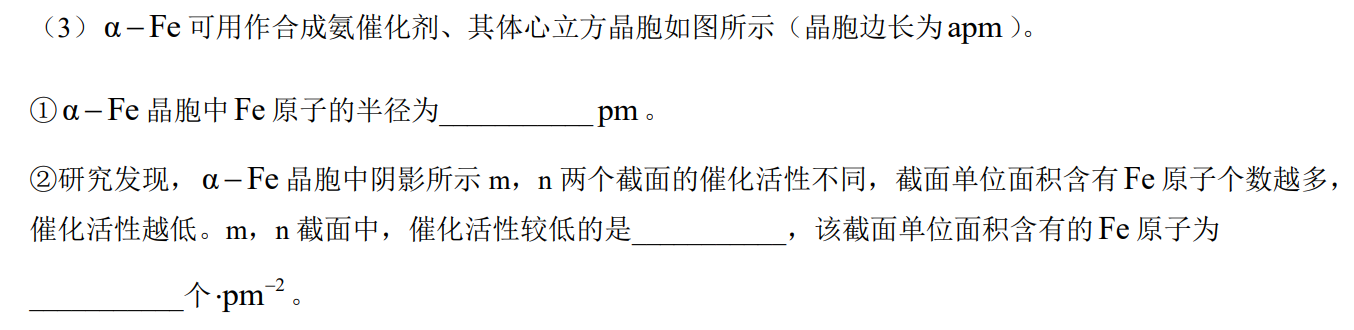 （3）α－Fe 可用作合成氨催化剂、其体心立方晶胞如图所示（晶胞边长为apm）。
①α－Fe 晶胞中 Fe 原子的半径为___________pm。
②研究发现，α－Fe 晶胞中阴影所示 m，n 两个截面的催化活性不同，截面单位面积含有 Fe 原子个数越多，
催化活性越低。m，n 截面中，催化活性较低的是___________，该截面单位面积含有的 Fe 原子为
___________个·pm⁻²。